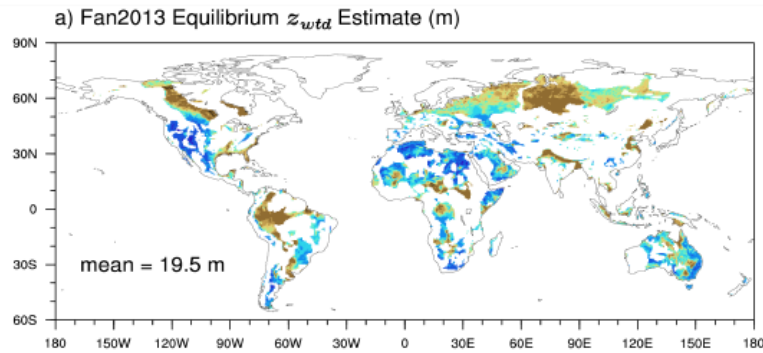 a) Fan2013 Equilibrium z_wtd Estimate (m)
90N
60N
30N
0
30S
60S
mean = 19.5 m
180 150W 120W 90W 60W 30W 0 30E 60E 90E 120E 150E 180